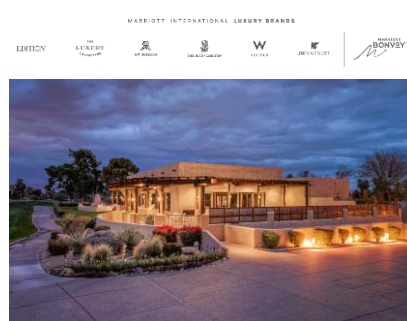 MARRIOTT INTERNATIONAL LUXURY BRANDS
EDITION
THE
LUXURY
COLLECTION
ST REGIS
THE RITZ-CARLTON
W
HOTELS
JW MARRIOTT
MARRIOTT
BONVOY